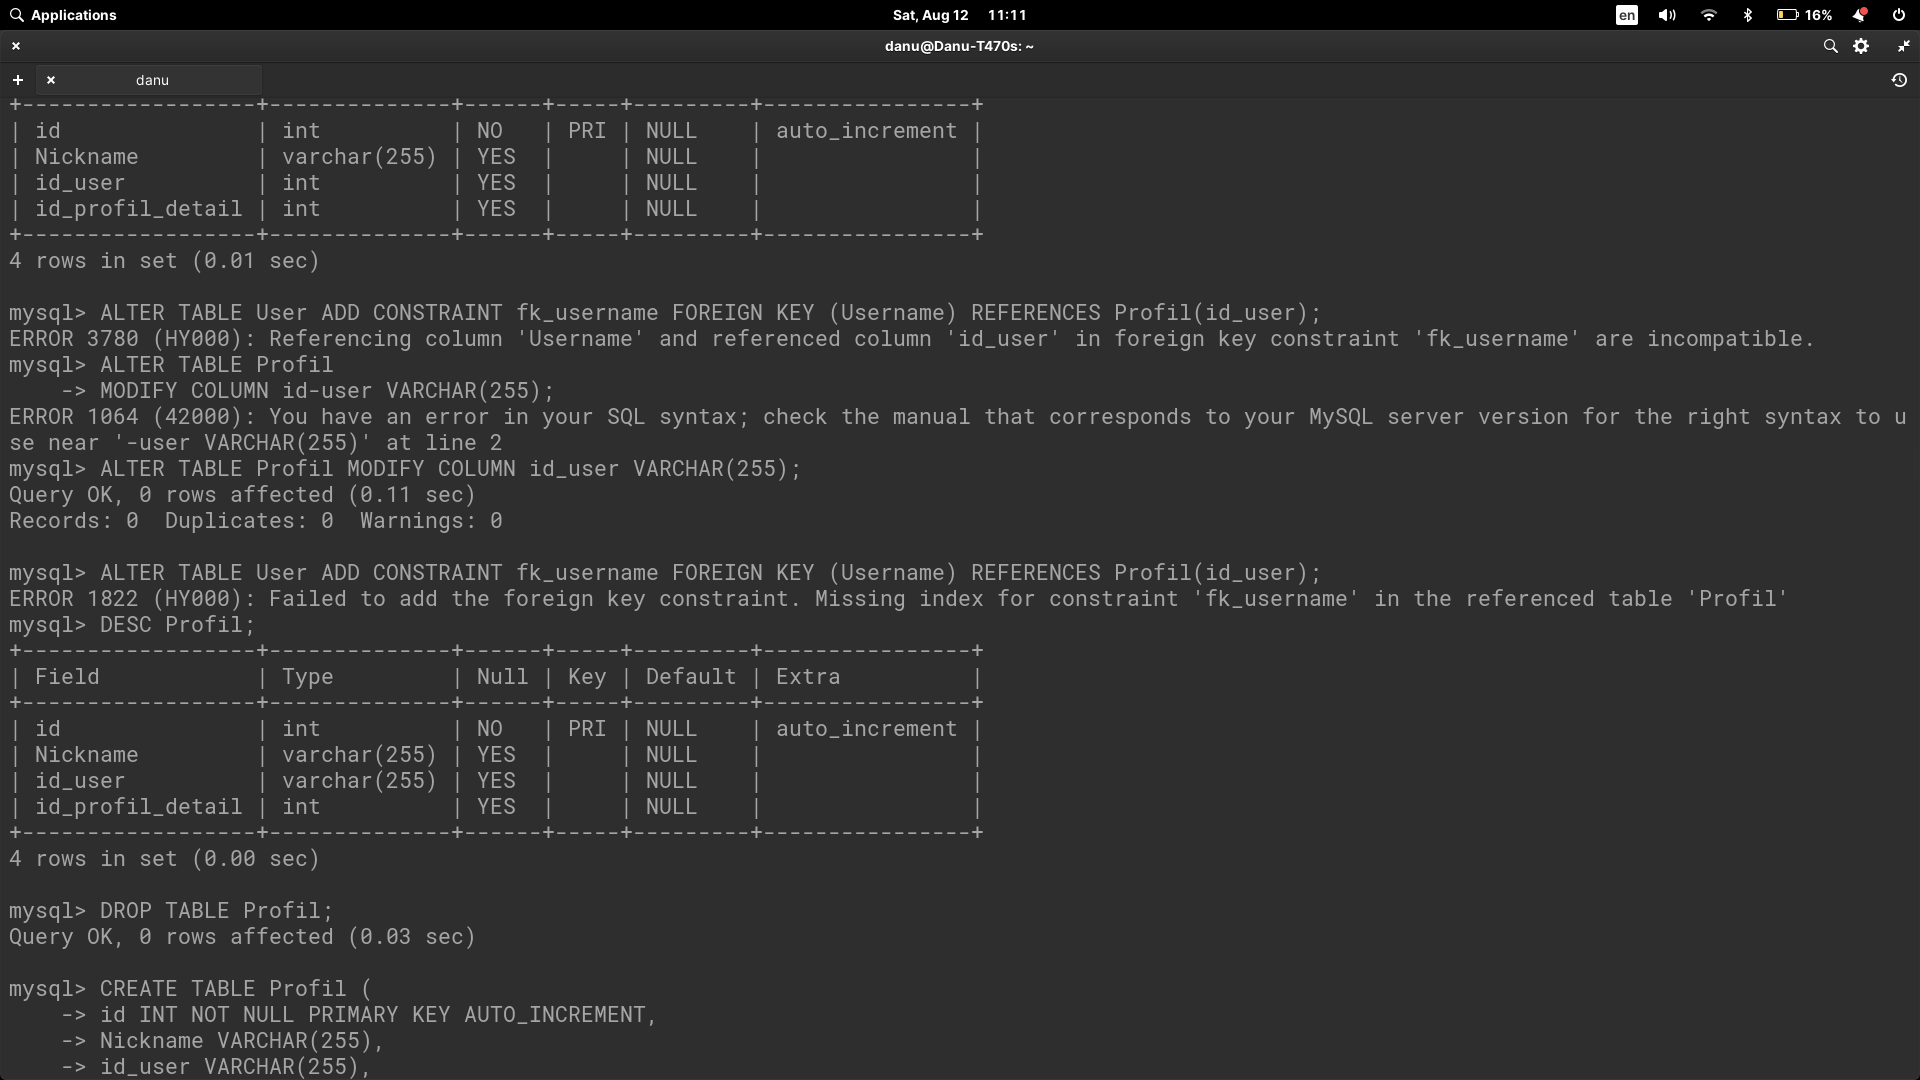 Applications Sat, Aug 12 11:11 en 16%
danu@Danu-T470s: ~
danu
+------------------+--------------+------+-----+---------+----------------+
| id               | int          | NO   | PRI | NULL    | auto_increment |
| Nickname         | varchar(255) | YES  |     | NULL    |                |
| id_user          | int          | YES  |     | NULL    |                |
| id_profil_detail | int          | YES  |     | NULL    |                |
+------------------+--------------+------+-----+---------+----------------+
4 rows in set (0.01 sec)
mysql> ALTER TABLE User ADD CONSTRAINT fk_username FOREIGN KEY (Username) REFERENCES Profil(id_user);
ERROR 3780 (HY000): Referencing column 'Username' and referenced column 'id_user' in foreign key constraint 'fk_username' are incompatible.
mysql> ALTER TABLE Profil
    -> MODIFY COLUMN id-user VARCHAR(255);
ERROR 1064 (42000): You have an error in your SQL syntax; check the manual that corresponds to your MySQL server version for the right syntax to u
se near '-user VARCHAR(255)' at line 2
mysql> ALTER TABLE Profil MODIFY COLUMN id_user VARCHAR(255);
Query OK, 0 rows affected (0.11 sec)
Records: 0  Duplicates: 0  Warnings: 0
mysql> ALTER TABLE User ADD CONSTRAINT fk_username FOREIGN KEY (Username) REFERENCES Profil(id_user);
ERROR 1822 (HY000): Failed to add the foreign key constraint. Missing index for constraint 'fk_username' in the referenced table 'Profil'
mysql> DESC Profil;
+------------------+--------------+------+-----+---------+----------------+
| Field            | Type         | Null | Key | Default | Extra          |
+------------------+--------------+------+-----+---------+----------------+
| id               | int          | NO   | PRI | NULL    | auto_increment |
| Nickname         | varchar(255) | YES  |     | NULL    |                |
| id_user          | varchar(255) | YES  |     | NULL    |                |
| id_profil_detail | int          | YES  |     | NULL    |                |
+------------------+--------------+------+-----+---------+----------------+
4 rows in set (0.00 sec)
mysql> DROP TABLE Profil;
Query OK, 0 rows affected (0.03 sec)
mysql> CREATE TABLE Profil (
    -> id INT NOT NULL PRIMARY KEY AUTO_INCREMENT,
    -> Nickname VARCHAR(255),
    -> id_user VARCHAR(255),